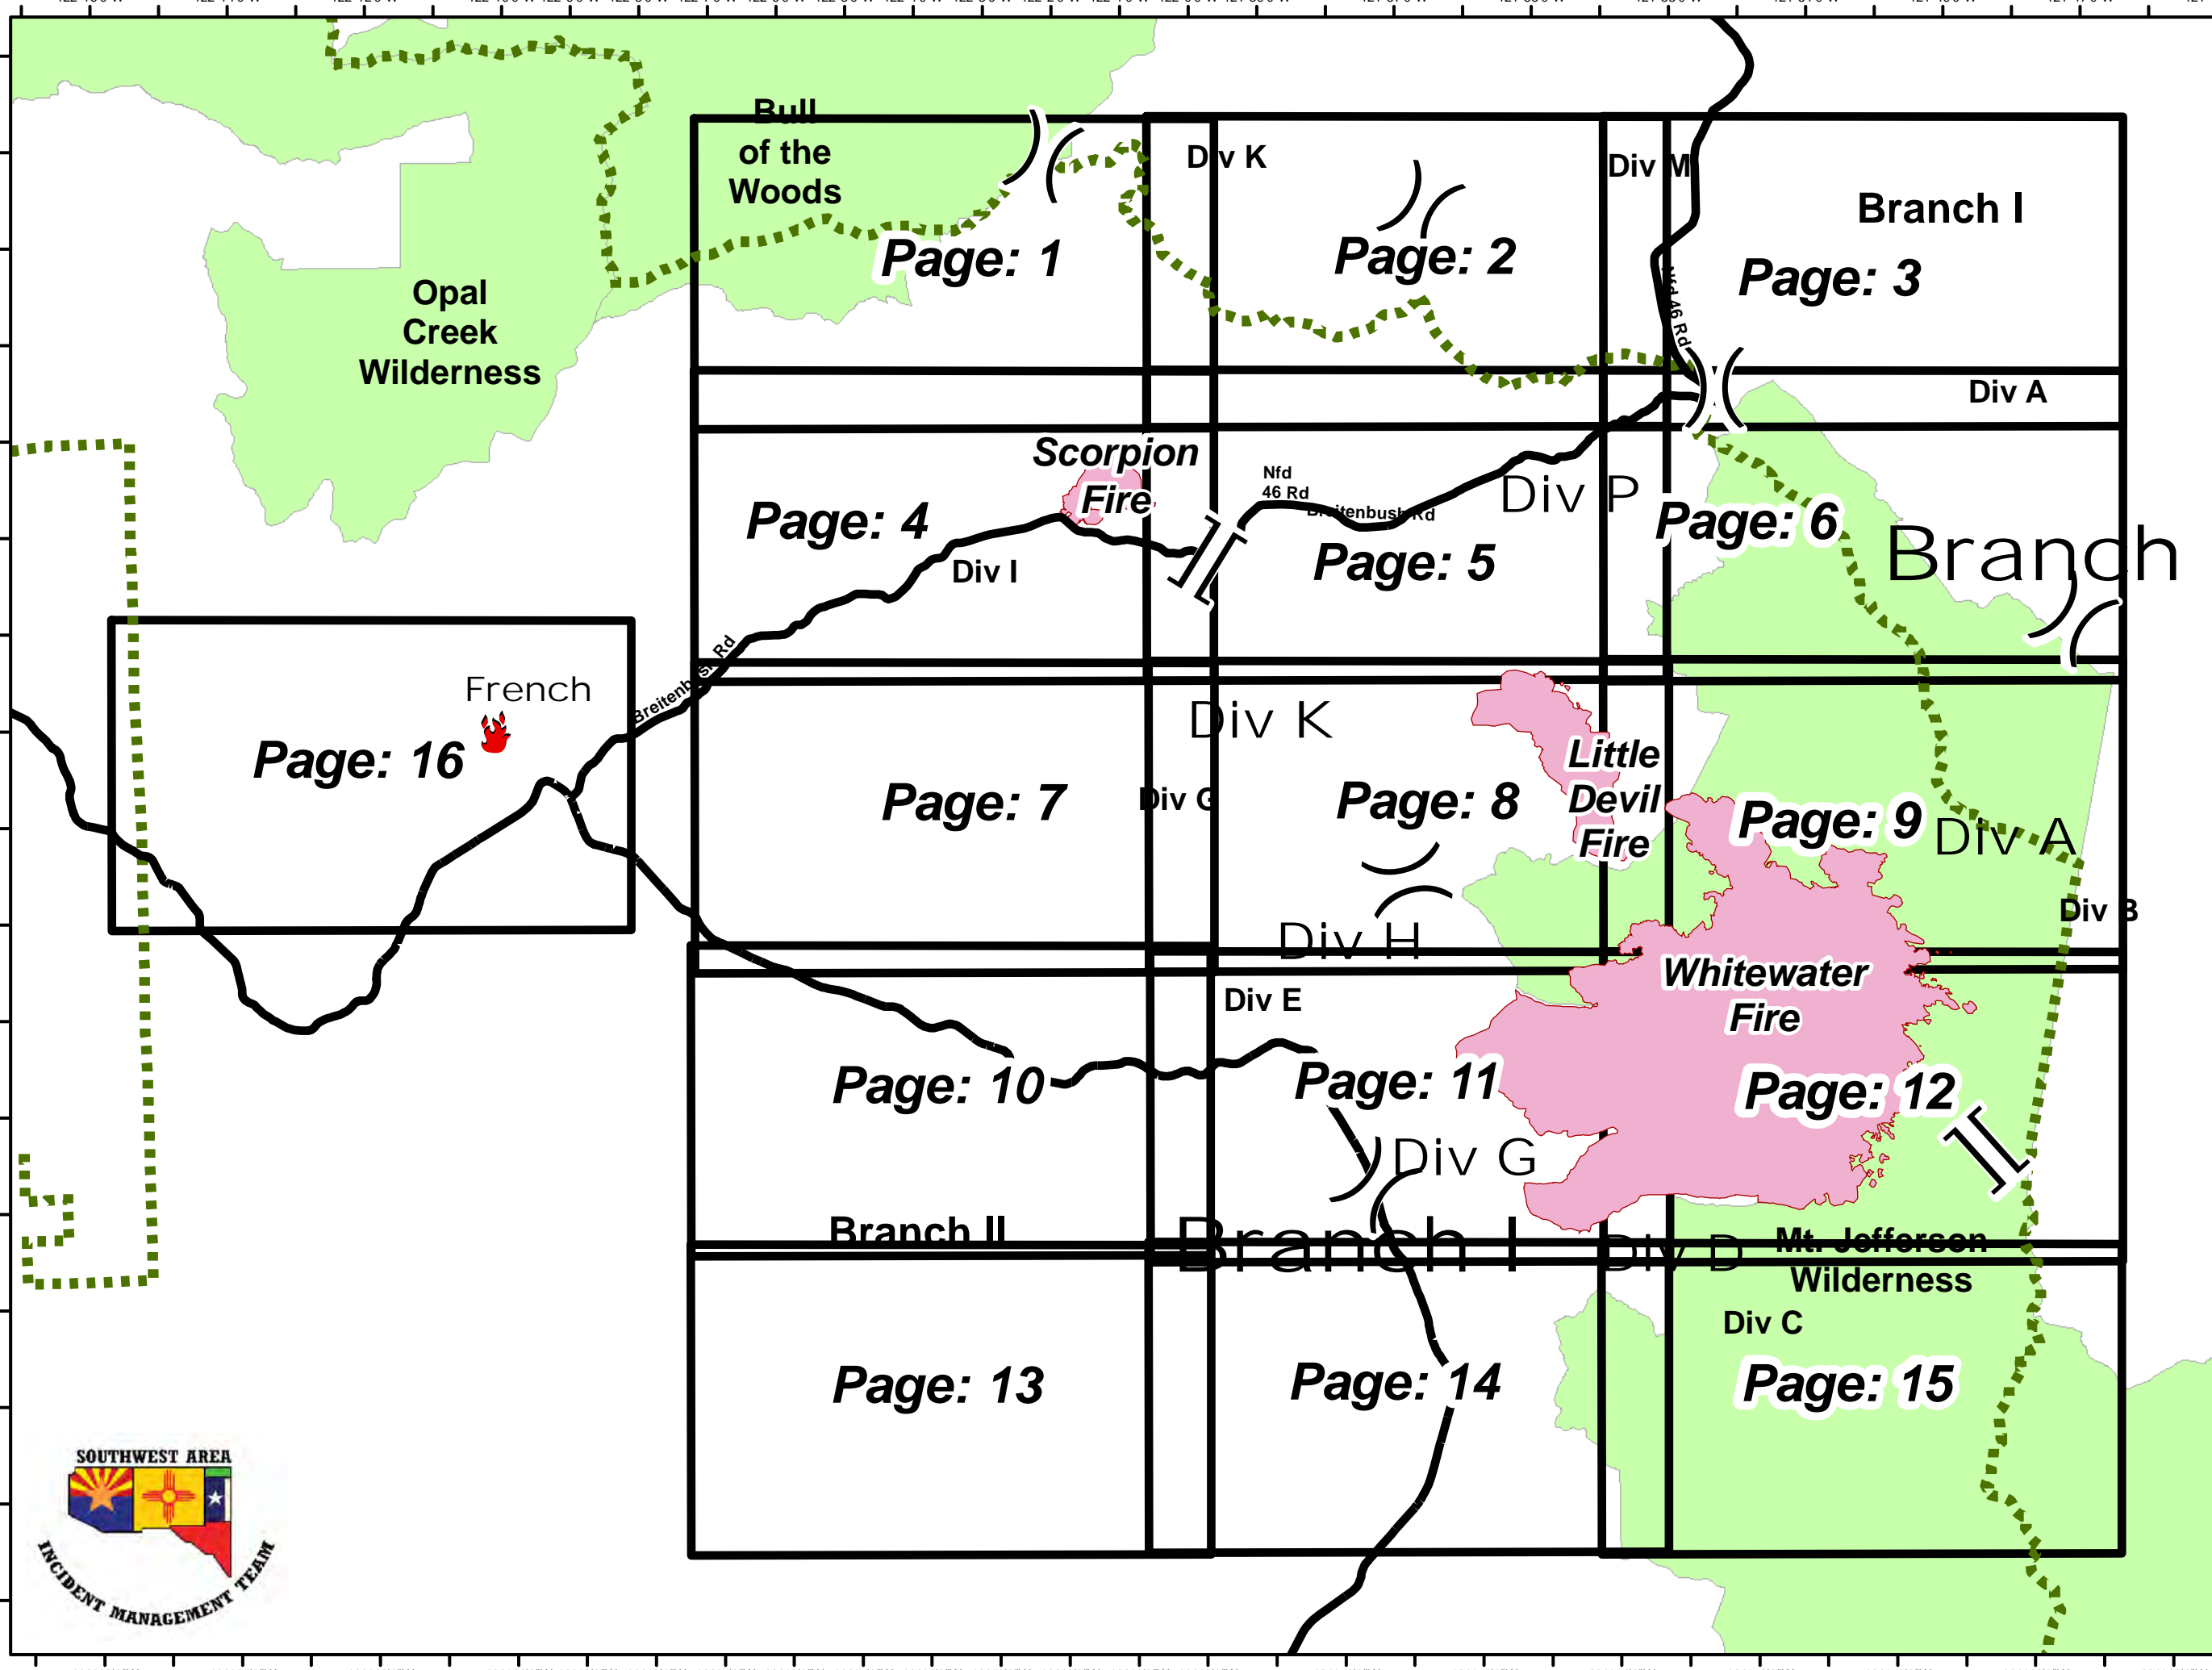 Bull
of the
Woods
Div K
Div M
Branch I
Page: 1
Page: 2
Page: 3
Opal
Creek
Wilderness
Nfd 46 Rd
Div A
Scorpion
Fire
Nfd
46 Rd
Breitenbush Rd
Div P
Page: 4
Page: 5
Page: 6
Branch
Div I
Breitenbush Rd
French
Page: 16
Div K
Little
Devil
Fire
Page: 7
Div G
Page: 8
Page: 9
Div A
Div B
Div H
Whitewater
Fire
Div E
Page: 10
Page: 11
Page: 12
Div G
Branch II
Branch I
Div D
Mt. Jefferson
Wilderness
Div C
Page: 13
Page: 14
Page: 15
SOUTHWEST AREA
INCIDENT MANAGEMENT TEAM